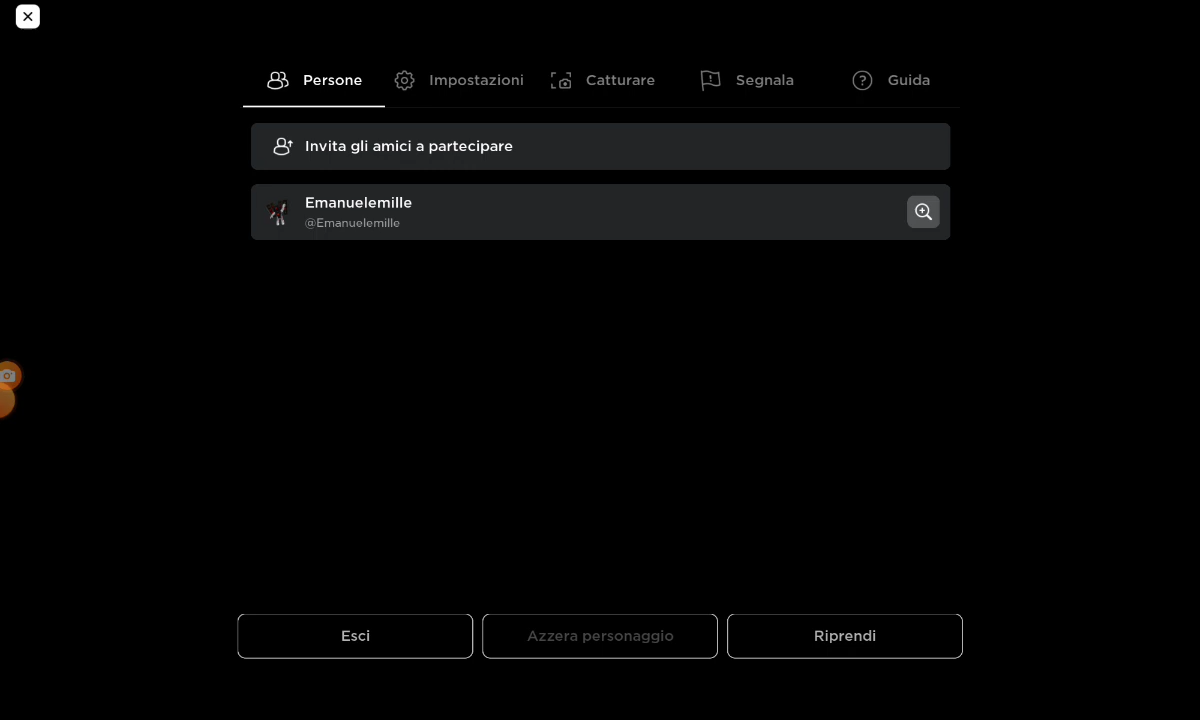 Persone
Impostazioni
Catturare
Segnala
Guida
Invita gli amici a partecipare
Emanuelemille
@Emanuelemille
Esci
Azzera personaggio
Riprendi